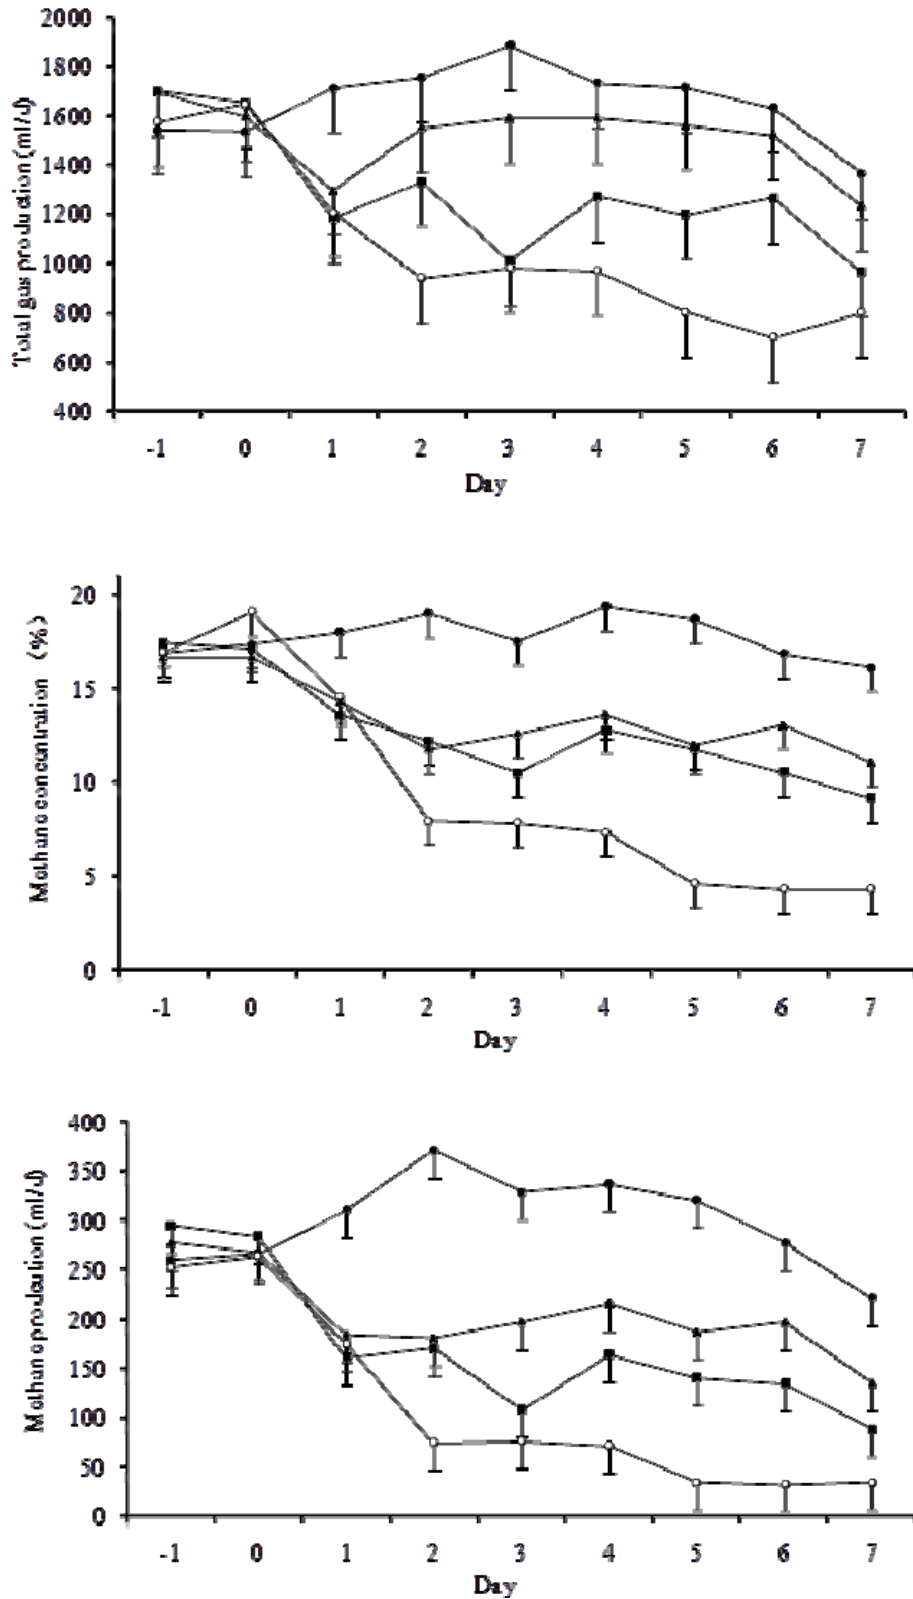 Total gas production (ml/d)
2000
1800
1600
1400
1200
1000
800
600
400
-1 0 1 2 3 4 5 6 7
Day
Methane concentration (%)
20
15
10
5
0
-1 0 1 2 3 4 5 6 7
Day
Methane production (ml/d)
400
350
300
250
200
150
100
50
0
-1 0 1 2 3 4 5 6 7
Day